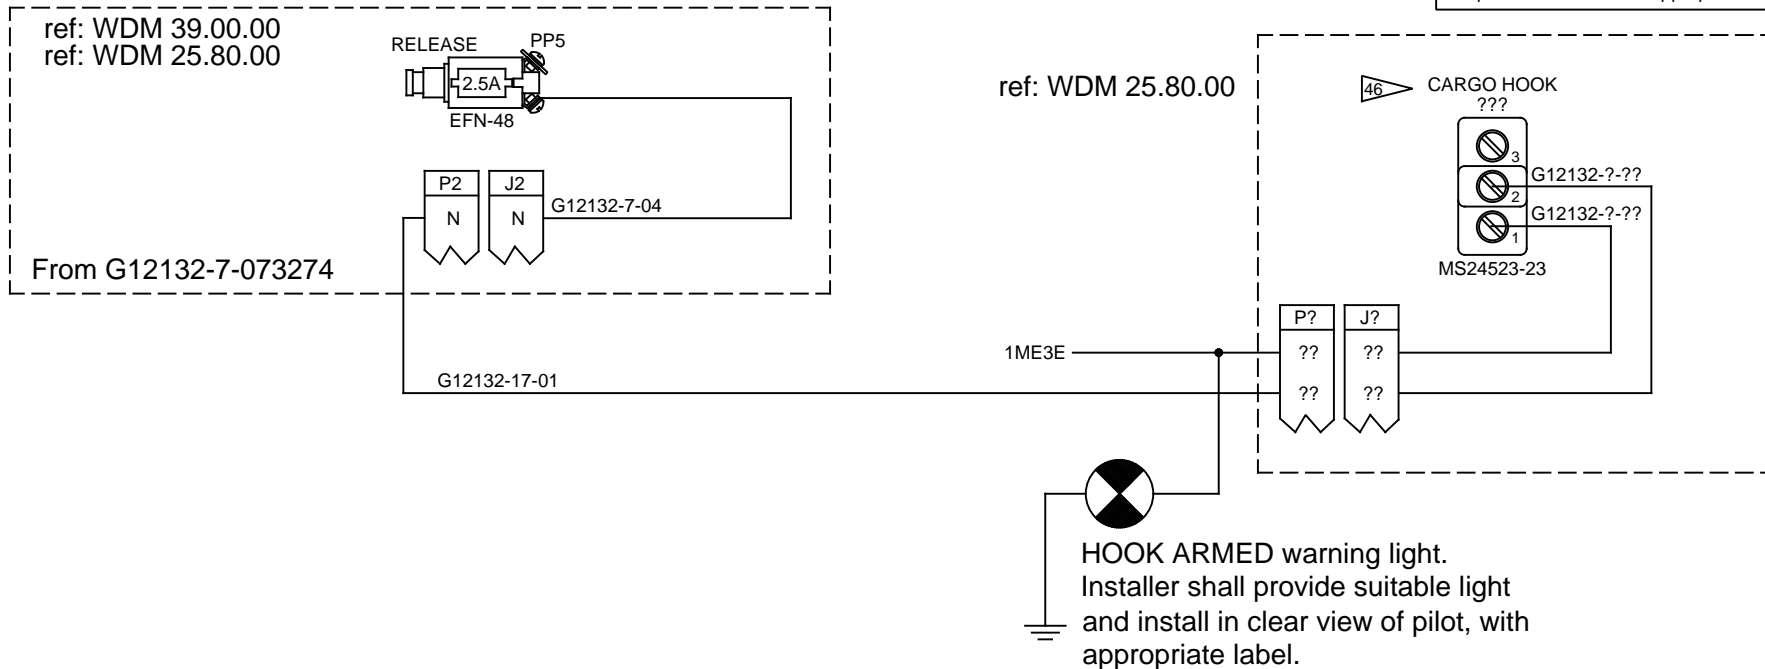 ref: WDM 39.00.00
ref: WDM 25.80.00
RELEASE
PP5
2.5A
EFN-48
P2
J2
N
N
G12132-7-04
From G12132-7-073274
G12132-17-01
ref: WDM 25.80.00
46
CARGO HOOK
???
3
G12132-?-??
2
G12132-?-??
1
MS24523-23
P?
J?
1ME3E
??
??
??
??
HOOK ARMED warning light.
Installer shall provide suitable light
and install in clear view of pilot, with
appropriate label.